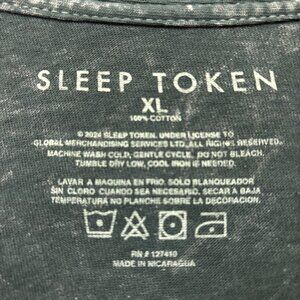 SLEEP TOKEN
XL
100% COTTON
© 2024 SLEEP TOKEN. UNDER LICENSE TO
GLOBAL MERCHANDISING SERVICES LTD., ALL RIGHTS RESERVED.
MACHINE WASH COLD, GENTLE CYCLE. DO NOT BLEACH.
TUMBLE DRY LOW, COOL IRON IF NEEDED.
LAVAR A MAQUINA EN FRIO. SOLO BLANQUEADOR
SIN CLORO CUANDO SEA NECESARIO. SECAR A BAJA
TEMPERATURA NO PLANCHE SOBRE LA DECORACION.
RN # 127410
MADE IN NICARAGUA